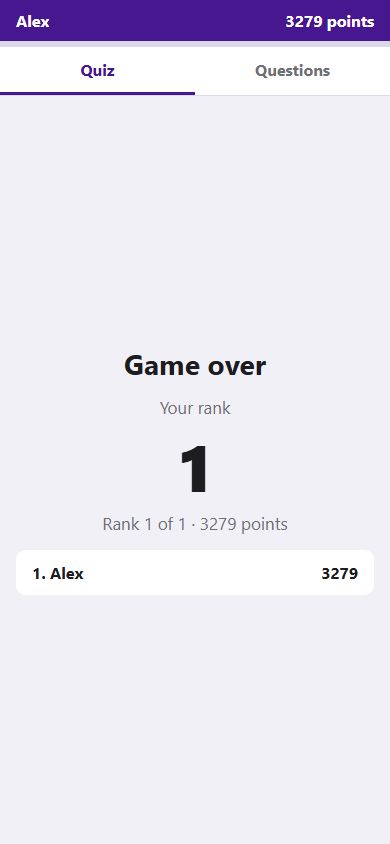 Alex 3279 points
Quiz Questions
Game over
Your rank
1
Rank 1 of 1 · 3279 points
1. Alex 3279